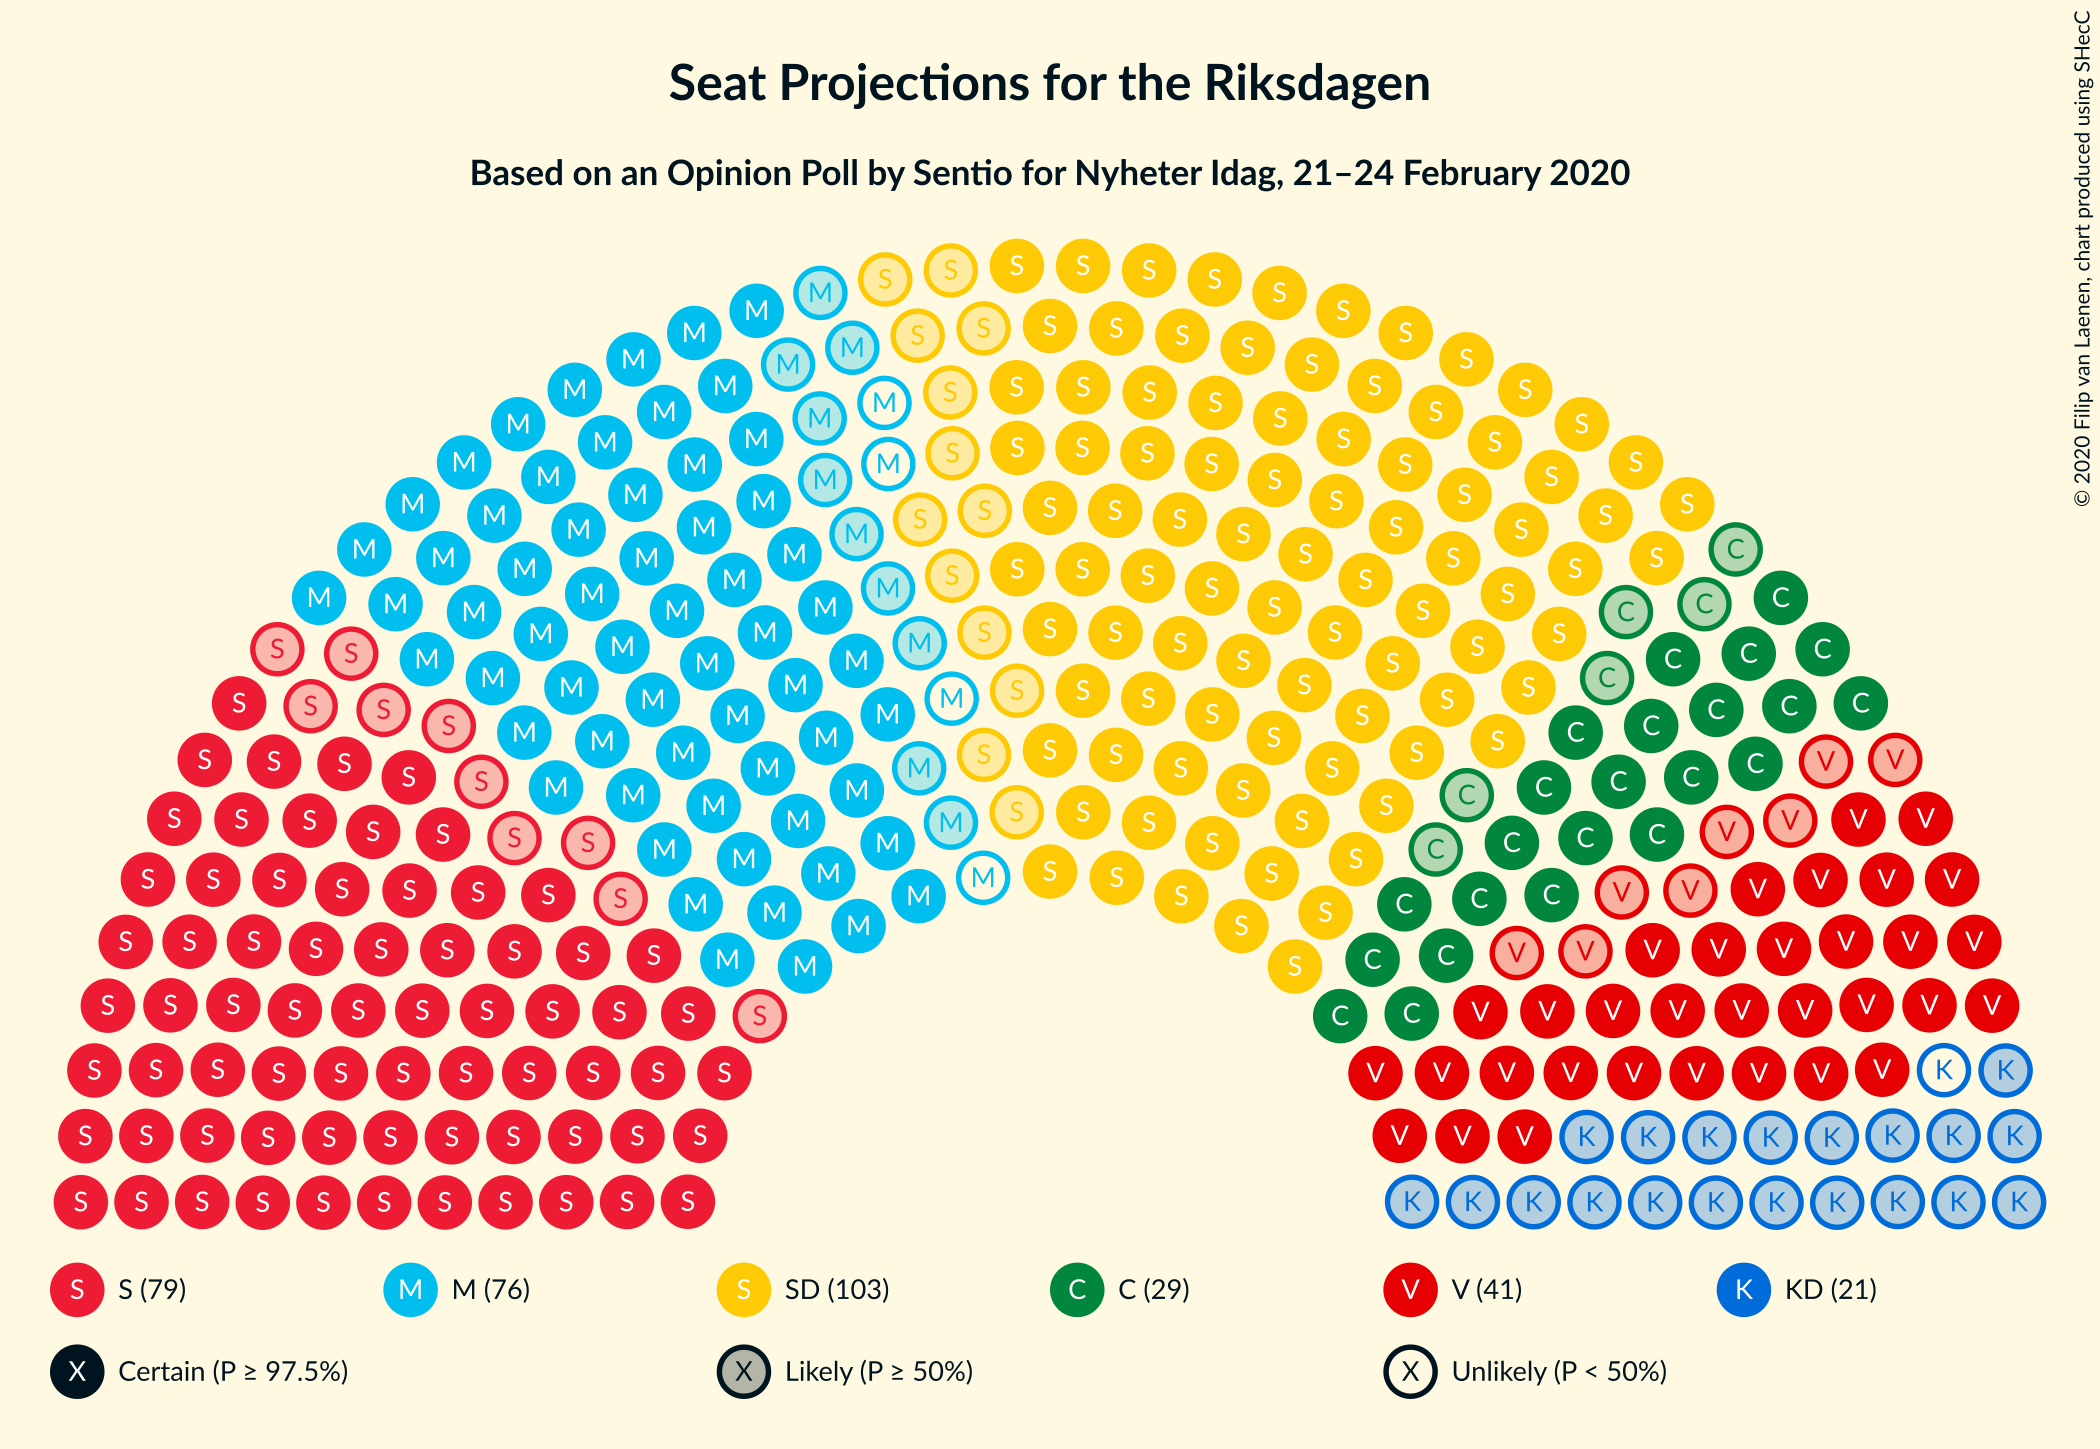 Seat Projections for the Riksdagen
Based on an Opinion Poll by Sentio for Nyheter Idag, 21–24 February 2020
© 2020 Filip van Laenen, chart produced using SHecC
S S (79) M M (76) S SD (103) C C (29) V V (41) K KD (21)
X Certain (P ≥ 97.5%) X Likely (P ≥ 50%) X Unlikely (P < 50%)